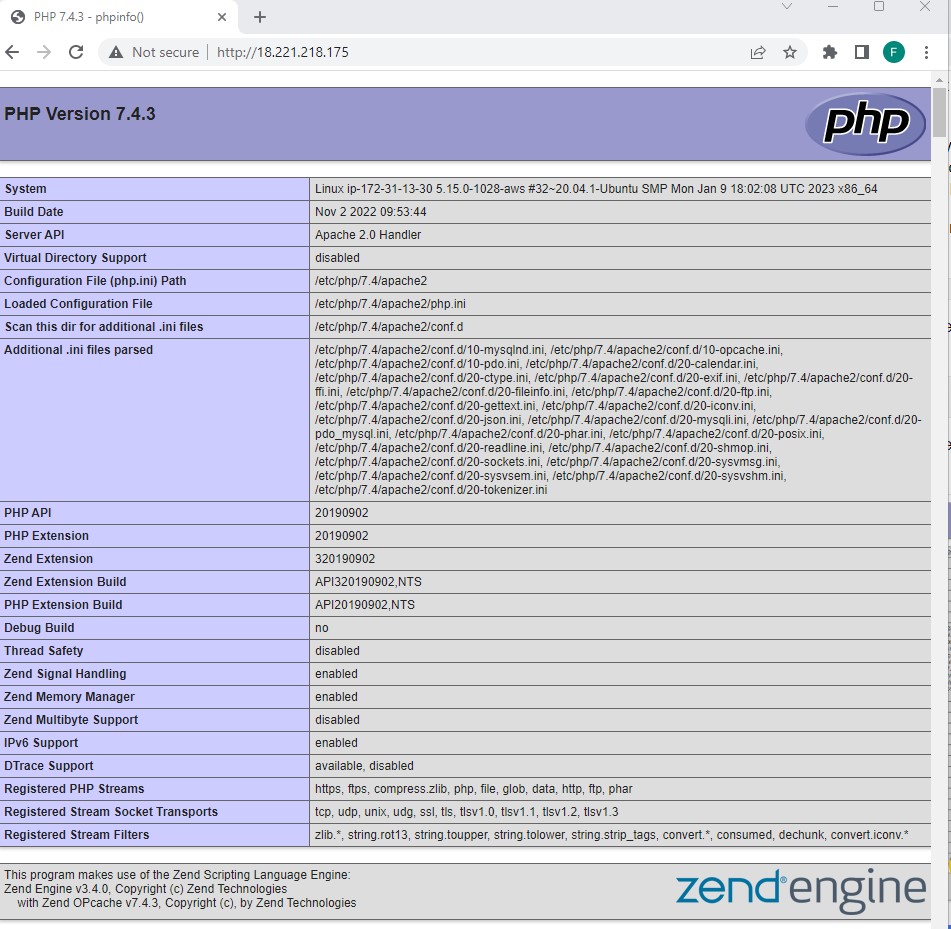 PHP 7.4.3 - phpinfo()
Not secure | http://18.221.218.175
F
PHP Version 7.4.3
php
System Linux ip-172-31-13-30 5.15.0-1028-aws #32~20.04.1-Ubuntu SMP Mon Jan 9 18:02:08 UTC 2023 x86_64
Build Date Nov 2 2022 09:53:44
Server API Apache 2.0 Handler
Virtual Directory Support disabled
Configuration File (php.ini) Path /etc/php/7.4/apache2
Loaded Configuration File /etc/php/7.4/apache2/php.ini
Scan this dir for additional .ini files /etc/php/7.4/apache2/conf.d
Additional .ini files parsed /etc/php/7.4/apache2/conf.d/10-mysqlnd.ini, /etc/php/7.4/apache2/conf.d/10-opcache.ini,
/etc/php/7.4/apache2/conf.d/10-pdo.ini, /etc/php/7.4/apache2/conf.d/20-calendar.ini,
/etc/php/7.4/apache2/conf.d/20-ctype.ini, /etc/php/7.4/apache2/conf.d/20-exif.ini, /etc/php/7.4/apache2/conf.d/20-
ffi.ini, /etc/php/7.4/apache2/conf.d/20-fileinfo.ini, /etc/php/7.4/apache2/conf.d/20-ftp.ini,
/etc/php/7.4/apache2/conf.d/20-gettext.ini, /etc/php/7.4/apache2/conf.d/20-iconv.ini,
/etc/php/7.4/apache2/conf.d/20-json.ini, /etc/php/7.4/apache2/conf.d/20-mysqli.ini, /etc/php/7.4/apache2/conf.d/20-
pdo_mysql.ini, /etc/php/7.4/apache2/conf.d/20-phar.ini, /etc/php/7.4/apache2/conf.d/20-posix.ini,
/etc/php/7.4/apache2/conf.d/20-readline.ini, /etc/php/7.4/apache2/conf.d/20-shmop.ini,
/etc/php/7.4/apache2/conf.d/20-sockets.ini, /etc/php/7.4/apache2/conf.d/20-sysvmsg.ini,
/etc/php/7.4/apache2/conf.d/20-sysvsem.ini, /etc/php/7.4/apache2/conf.d/20-sysvshm.ini,
/etc/php/7.4/apache2/conf.d/20-tokenizer.ini
PHP API 20190902
PHP Extension 20190902
Zend Extension 320190902
Zend Extension Build API320190902,NTS
PHP Extension Build API20190902,NTS
Debug Build no
Thread Safety disabled
Zend Signal Handling enabled
Zend Memory Manager enabled
Zend Multibyte Support disabled
IPv6 Support enabled
DTrace Support available, disabled
Registered PHP Streams https, ftps, compress.zlib, php, file, glob, data, http, ftp, phar
Registered Stream Socket Transports tcp, udp, unix, udg, ssl, tls, tlsv1.0, tlsv1.1, tlsv1.2, tlsv1.3
Registered Stream Filters zlib.*, string.rot13, string.toupper, string.tolower, string.strip_tags, convert.*, consumed, dechunk, convert.iconv.*
This program makes use of the Zend Scripting Language Engine:
Zend Engine v3.4.0, Copyright (c) Zend Technologies
with Zend OPcache v7.4.3, Copyright (c), by Zend Technologies
zend® engine